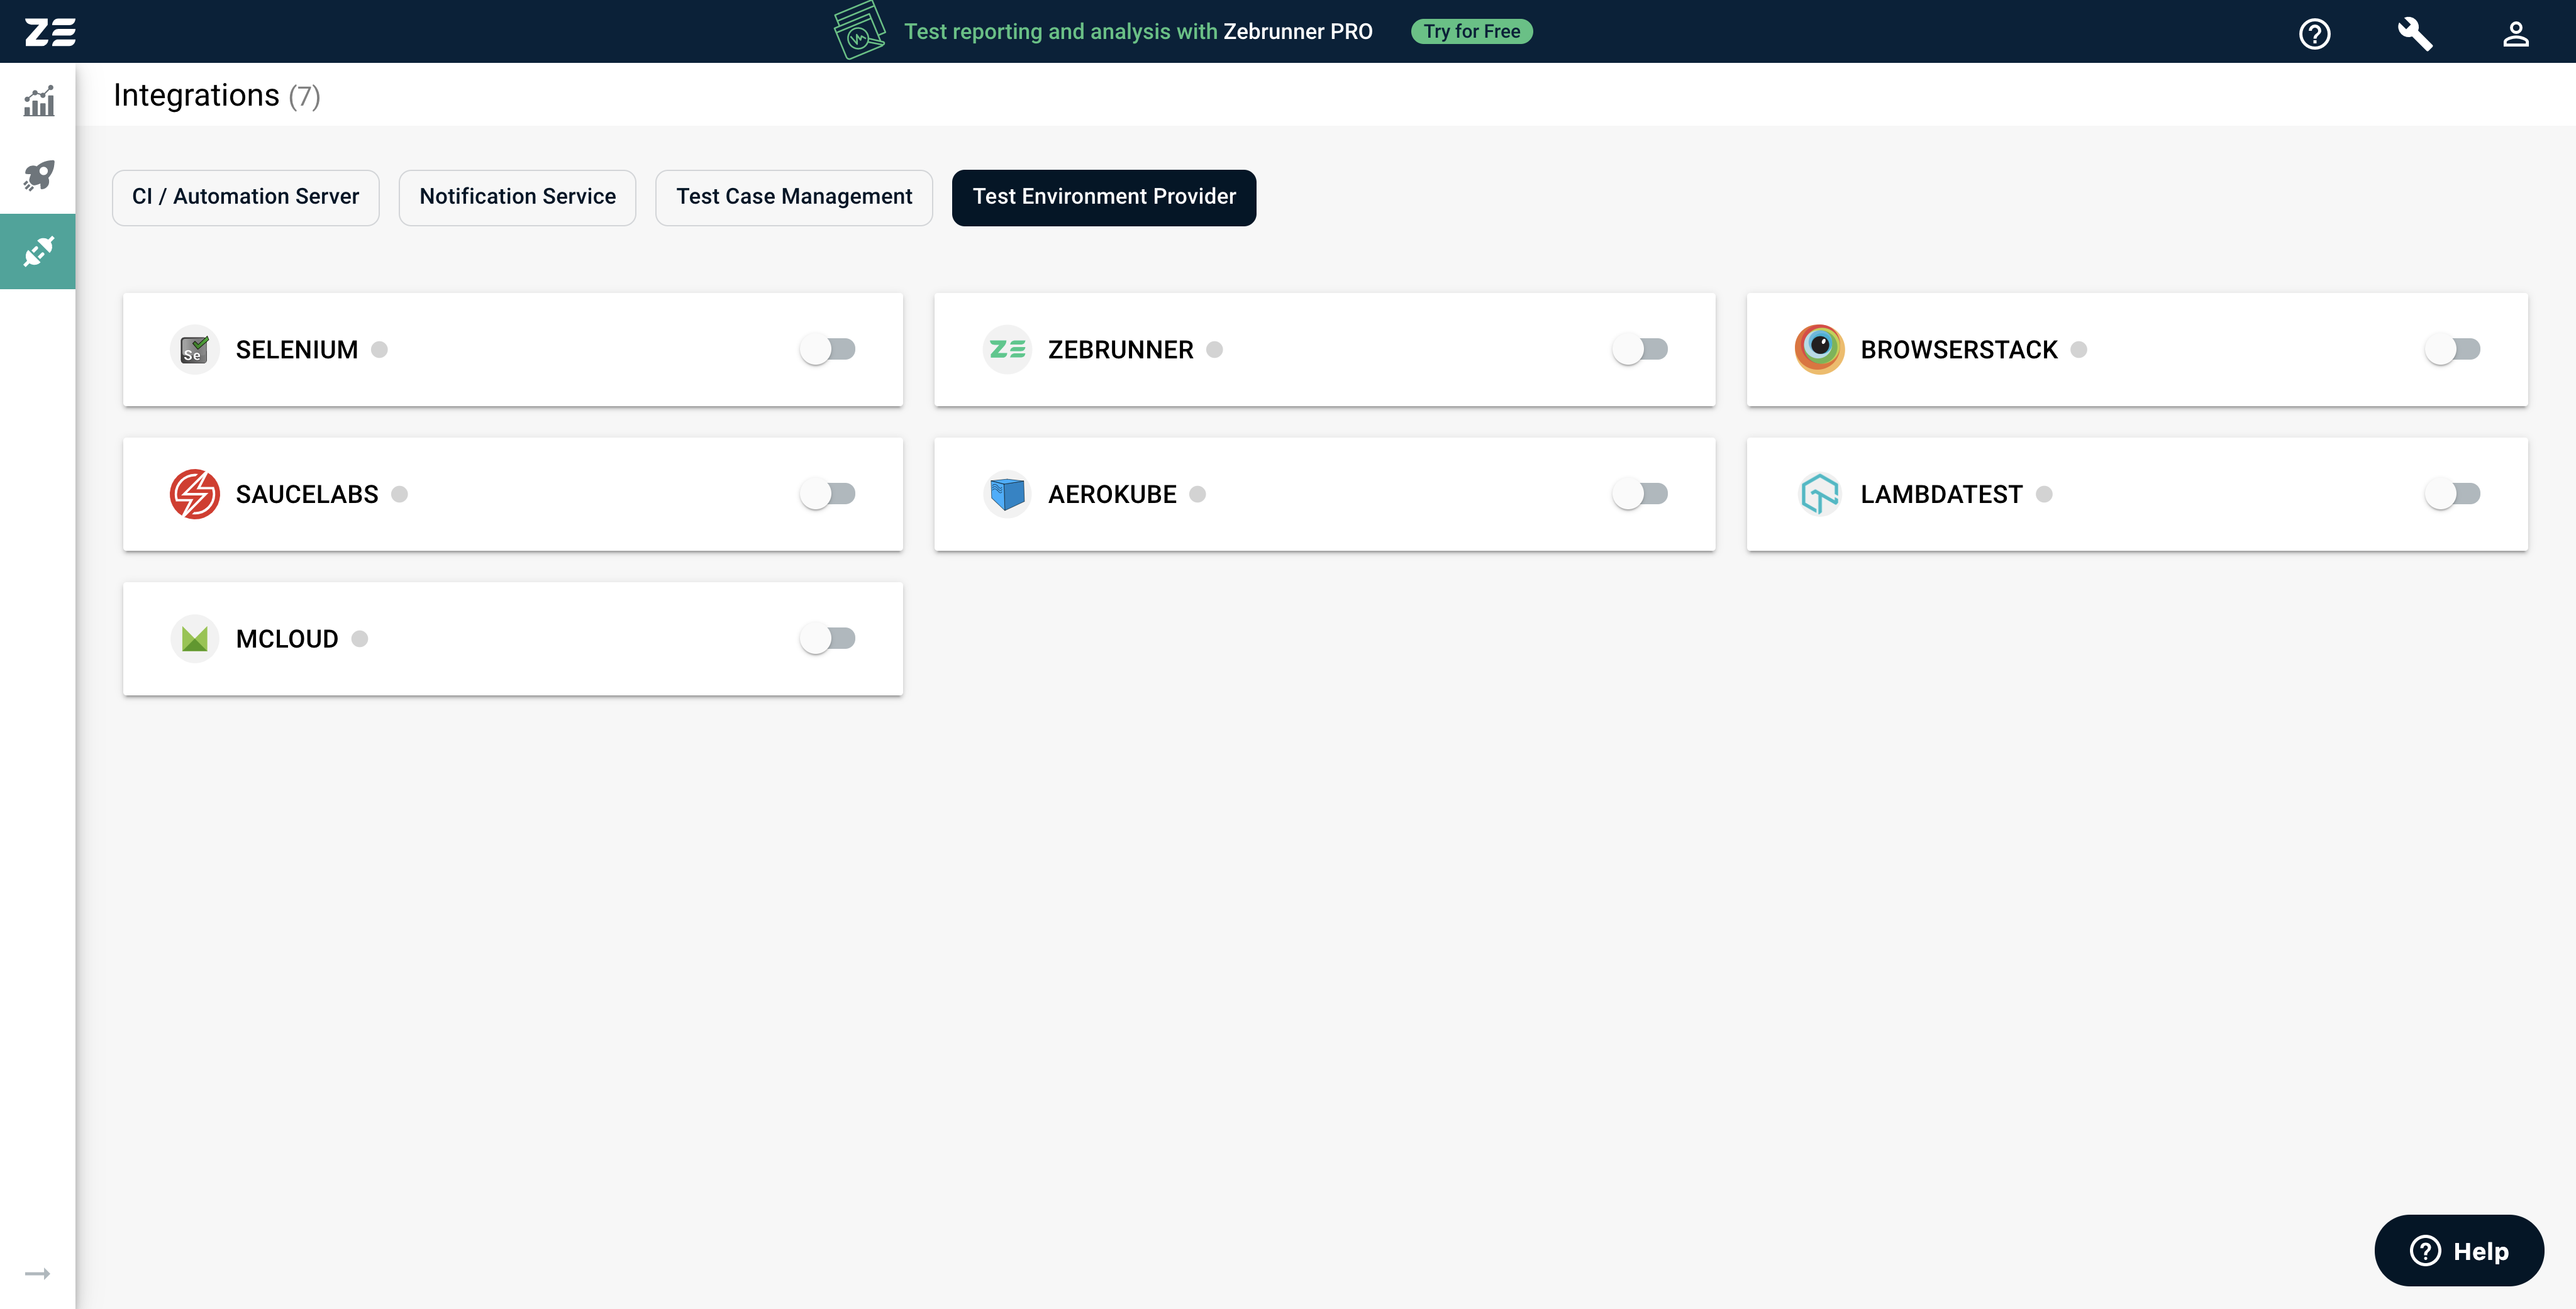 ZE
Test reporting and analysis with Zebrunner PRO
Try for Free
Integrations (7)
CI / Automation Server
Notification Service
Test Case Management
Test Environment Provider
Se
SELENIUM
ZE
ZEBRUNNER
BROWSERSTACK
SAUCELABS
AEROKUBE
LAMBDATEST
MCLOUD
? Help